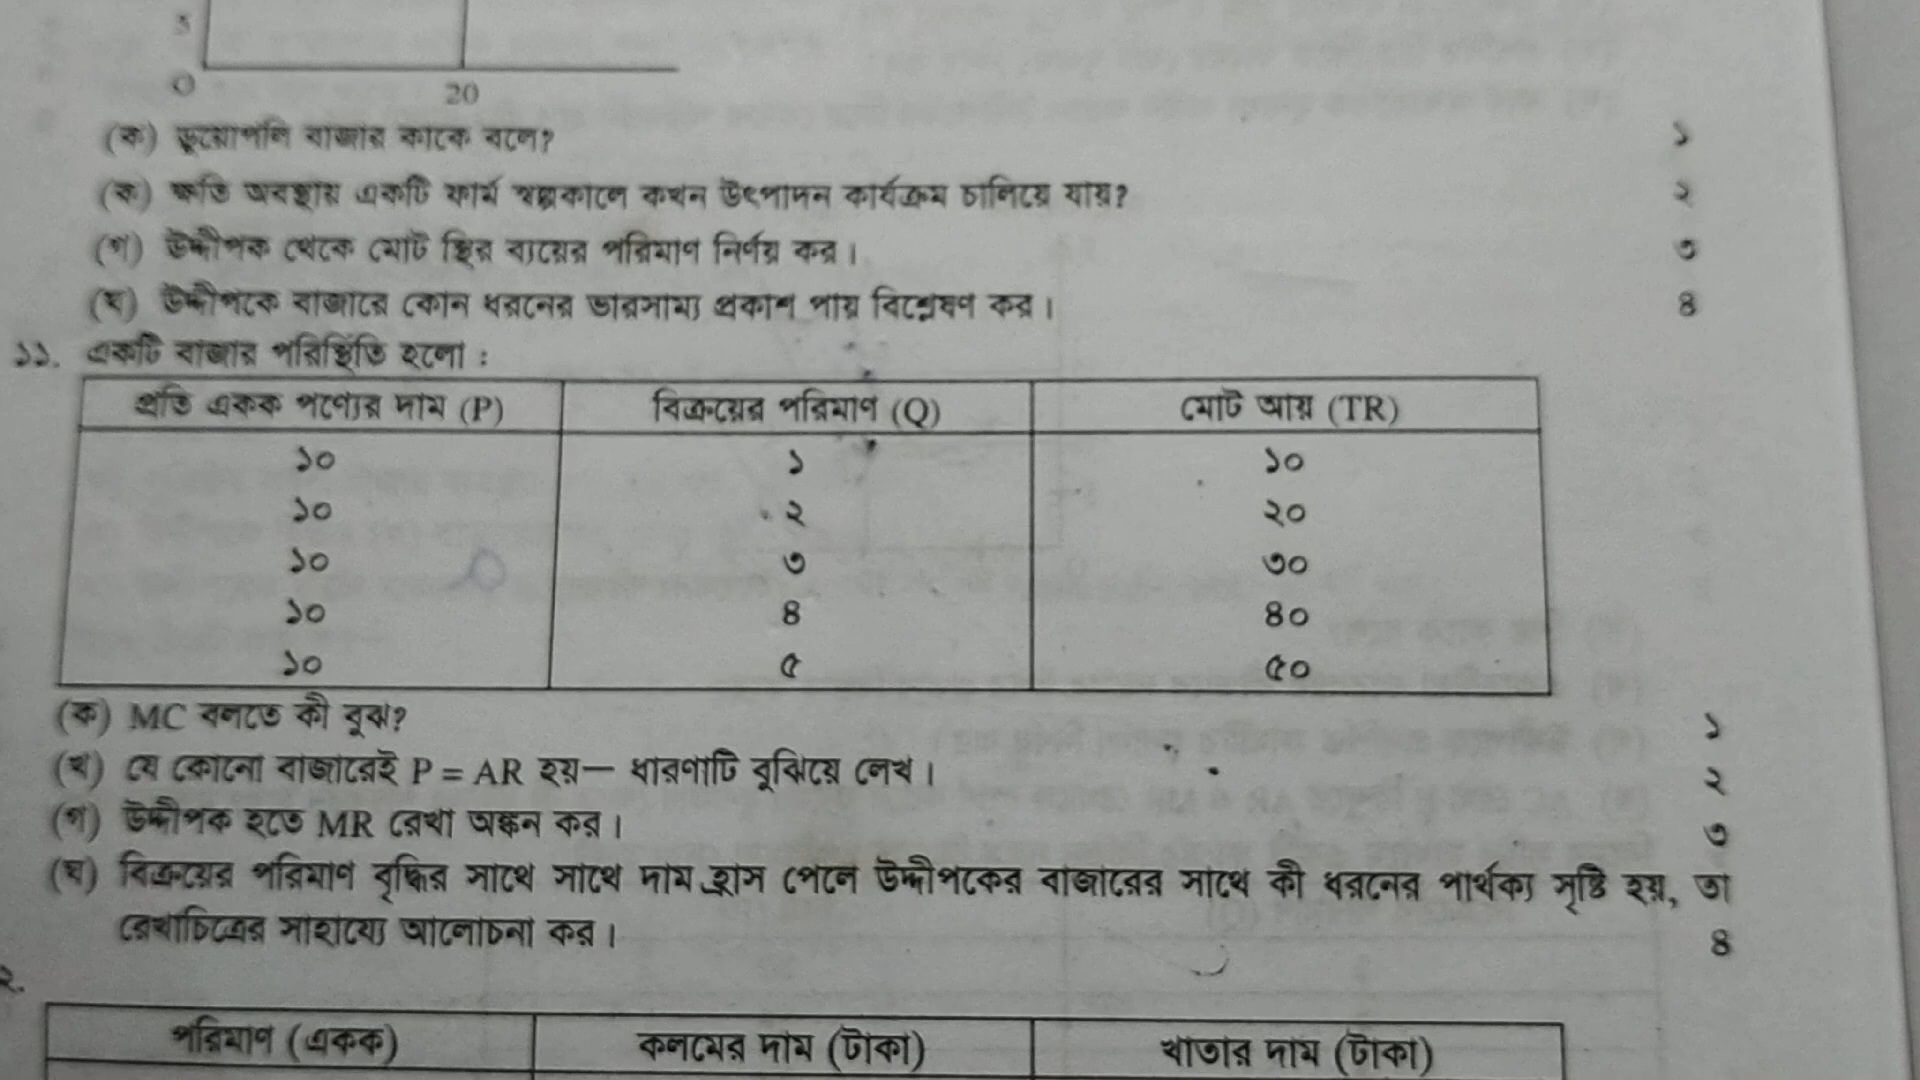 5
O
20
(ক) ডুয়োপলি বাজার কাকে বলে? ১
(ক) ক্ষতি অবস্থায় একটি ফার্ম স্বল্পকালে কখন উৎপাদন কার্যক্রম চালিয়ে যায়? ২
(গ) উদ্দীপক থেকে মোট স্থির ব্যয়ের পরিমাণ নির্ণয় কর। ৩
(ঘ) উদ্দীপকে বাজারে কোন ধরনের ভারসাম্য প্রকাশ পায় বিশ্লেষণ কর। ৪
১১. একটি বাজার পরিস্থিতি হলো :
প্রতি একক পণ্যের দাম (P) বিক্রয়ের পরিমাণ (Q) মোট আয় (TR)
১০ ১ ১০
১০ ২ ২০
১০ ৩ ৩০
১০ ৪ ৪০
১০ ৫ ৫০
(ক) MC বলতে কী বুঝ? ১
(খ) যে কোনো বাজারেই P = AR হয়— ধারণাটি বুঝিয়ে লেখ। ২
(গ) উদ্দীপক হতে MR রেখা অঙ্কন কর। ৩
(ঘ) বিক্রয়ের পরিমাণ বৃদ্ধির সাথে সাথে দাম হ্রাস পেলে উদ্দীপকের বাজারের সাথে কী ধরনের পার্থক্য সৃষ্টি হয়, তা
রেখাচিত্রের সাহায্যে আলোচনা কর। ৪
২.
পরিমাণ (একক) কলমের দাম (টাকা) খাতার দাম (টাকা)